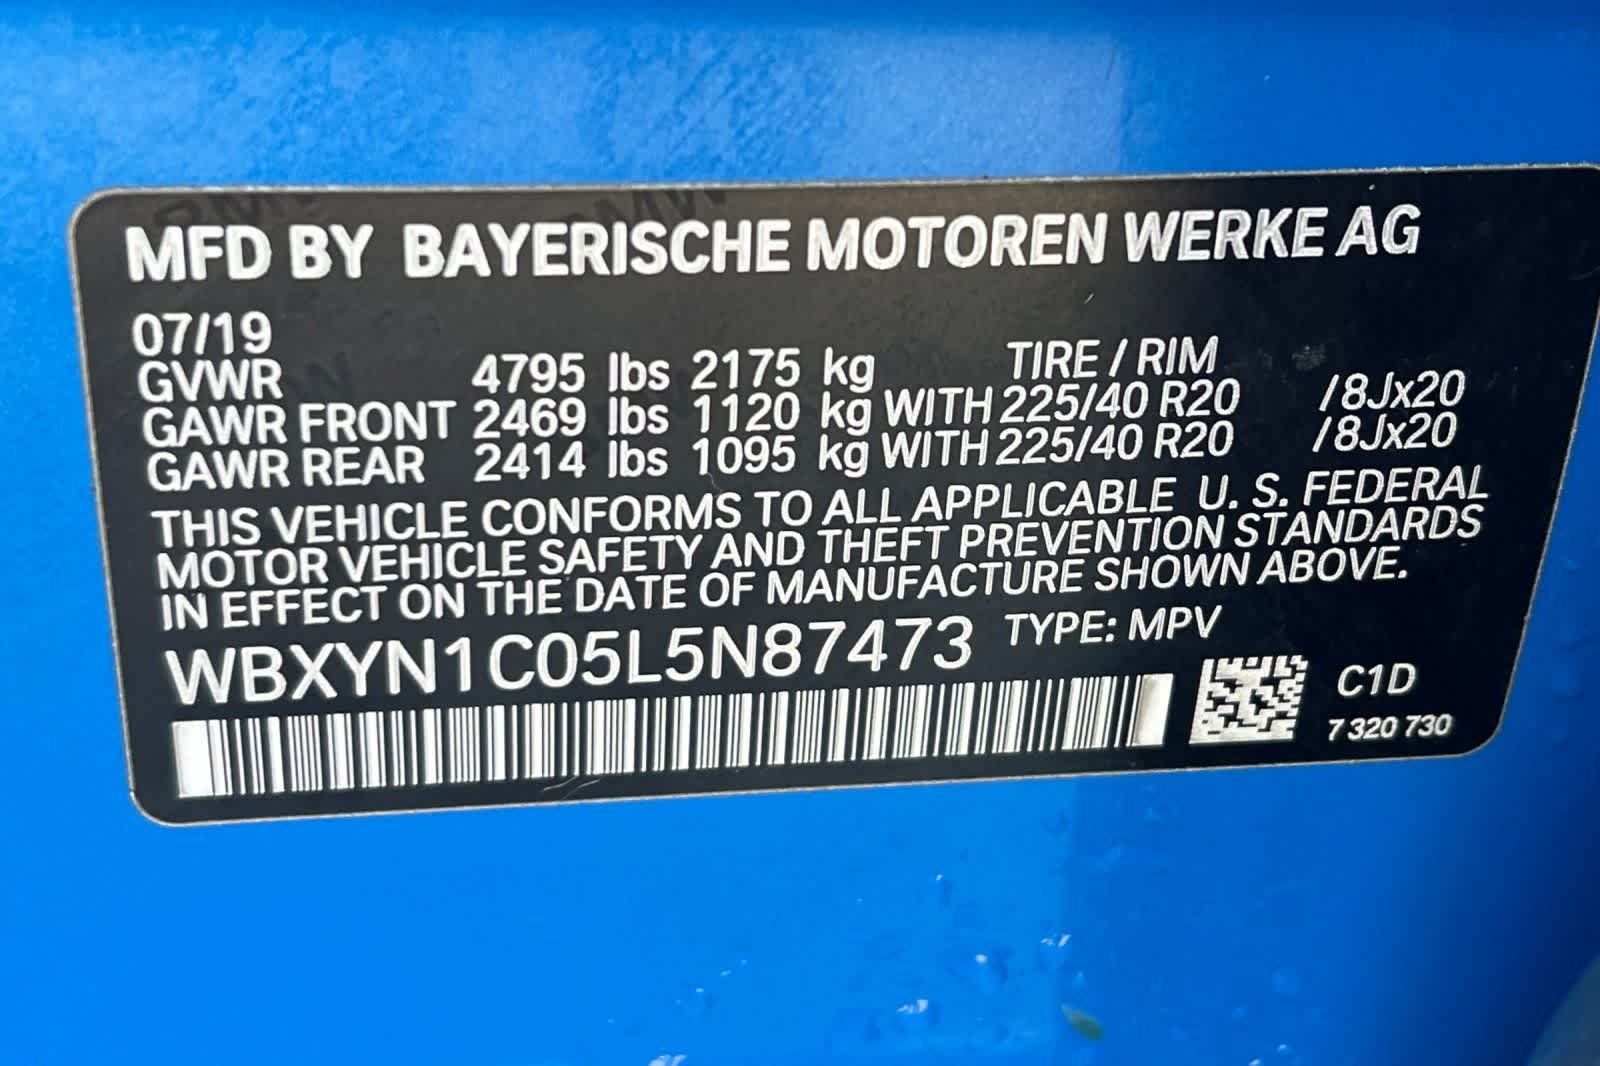 MFD BY BAYERISCHE MOTOREN WERKE AG
07/19
TIRE / RIM
GVWR 4795 lbs 2175 kg
GAWR FRONT 2469 lbs 1120 kg WITH 225/40 R20 /8Jx20
GAWR REAR 2414 lbs 1095 kg WITH 225/40 R20 /8Jx20
THIS VEHICLE CONFORMS TO ALL APPLICABLE U. S. FEDERAL
MOTOR VEHICLE SAFETY AND THEFT PREVENTION STANDARDS
IN EFFECT ON THE DATE OF MANUFACTURE SHOWN ABOVE.
WBXYN1C05L5N87473 TYPE: MPV
C1D
7 320 730